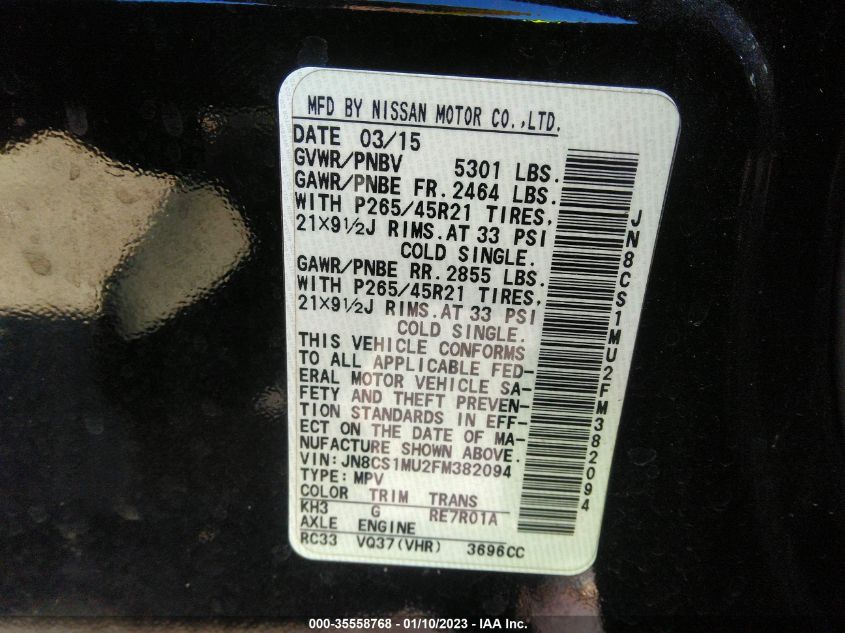 MFD BY NISSAN MOTOR CO.,LTD.
DATE 03/15
GVWR/PNBV 5301 LBS.
GAWR/PNBE FR. 2464 LBS.
WITH P265/45R21 TIRES,
21×9½J RIMS. AT 33 PSI
COLD SINGLE.
GAWR/PNBE RR. 2855 LBS.
WITH P265/45R21 TIRES,
21×9½J RIMS. AT 33 PSI
COLD SINGLE.
THIS VEHICLE CONFORMS
TO ALL APPLICABLE FED-
ERAL MOTOR VEHICLE SA-
FETY AND THEFT PREVEN-
TION STANDARDS IN EFF-
ECT ON THE DATE OF MA-
NUFACTURE SHOWN ABOVE.
VIN: JN8CS1MU2FM382094
TYPE: MPV
COLOR TRIM TRANS
KH3 G RE7R01A
AXLE ENGINE
RC33 VQ37(VHR) 3696CC
JN8CS1MU2FM382094
000-35558768 — 01/10/2023 — IAA Inc.